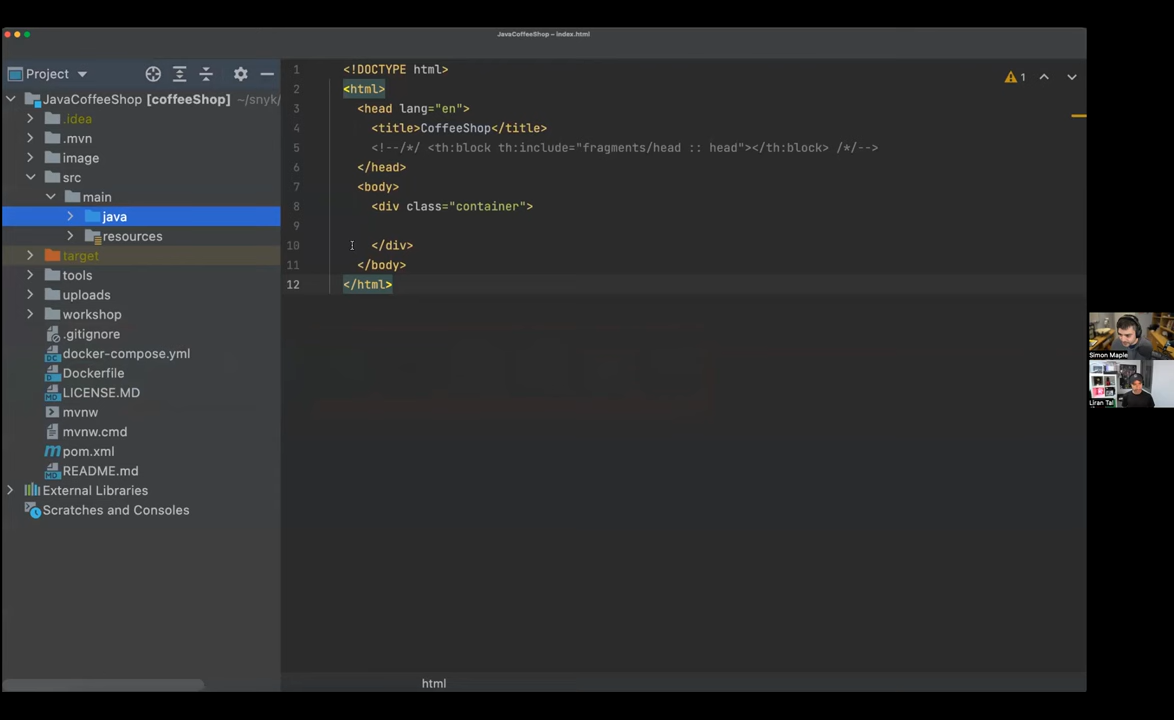 JavaCoffeeShop – index.html
Project
JavaCoffeeShop [coffeeShop] ~/snyk/
.idea
.mvn
image
src
main
java
resources
target
tools
uploads
workshop
.gitignore
docker-compose.yml
Dockerfile
LICENSE.MD
mvnw
mvnw.cmd
pom.xml
README.md
External Libraries
Scratches and Consoles
1 <!DOCTYPE html>
2 <html>
3 <head lang="en">
4 <title>CoffeeShop</title>
5 <!--/*/ <th:block th:include="fragments/head :: head"></th:block> /*/-->
6 </head>
7 <body>
8 <div class="container">
9
10 </div>
11 </body>
12 </html>
1
html
Simon Maple
Liran Tal